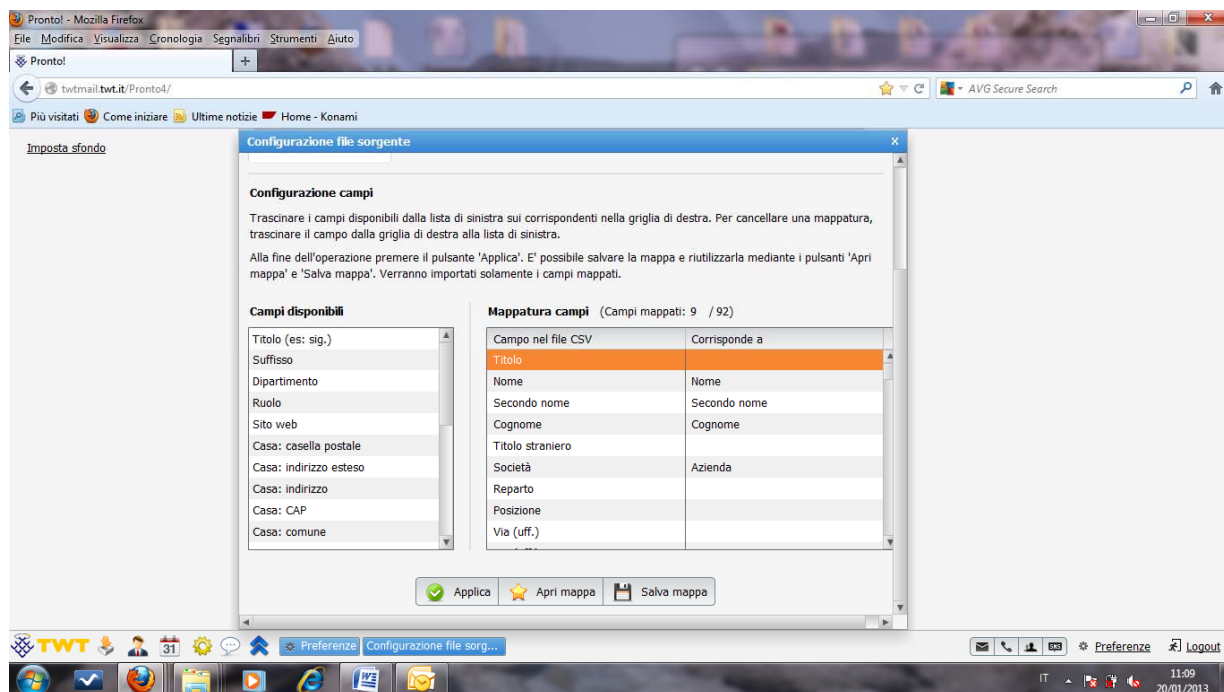 Pronto! - Mozilla Firefox
File Modifica Visualizza Cronologia Segnalibri Strumenti Aiuto
Pronto!
twtmail.twt.it/Pronto4/
AVG Secure Search
Più visitati Come iniziare Ultime notizie Home - Konami
Imposta sfondo
Configurazione file sorgente
Configurazione campi
Trascinare i campi disponibili dalla lista di sinistra sui corrispondenti nella griglia di destra. Per cancellare una mappatura,
trascinare il campo dalla griglia di destra alla lista di sinistra.
Alla fine dell'operazione premere il pulsante 'Applica'. E' possibile salvare la mappa e riutilizzarla mediante i pulsanti 'Apri
mappa' e 'Salva mappa'. Verranno importati solamente i campi mappati.
Campi disponibili
Titolo (es: sig.)
Suffisso
Dipartimento
Ruolo
Sito web
Casa: casella postale
Casa: indirizzo esteso
Casa: indirizzo
Casa: CAP
Casa: comune
Mappatura campi (Campi mappati: 9 / 92)
Campo nel file CSV Corrisponde a
Titolo
Nome Nome
Secondo nome Secondo nome
Cognome Cognome
Titolo straniero
Società Azienda
Reparto
Posizione
Via (uff.)
Applica Apri mappa Salva mappa
TWT 31 Preferenze Configurazione file sorg... SMS Preferenze Logout
IT 11:09
20/01/2013